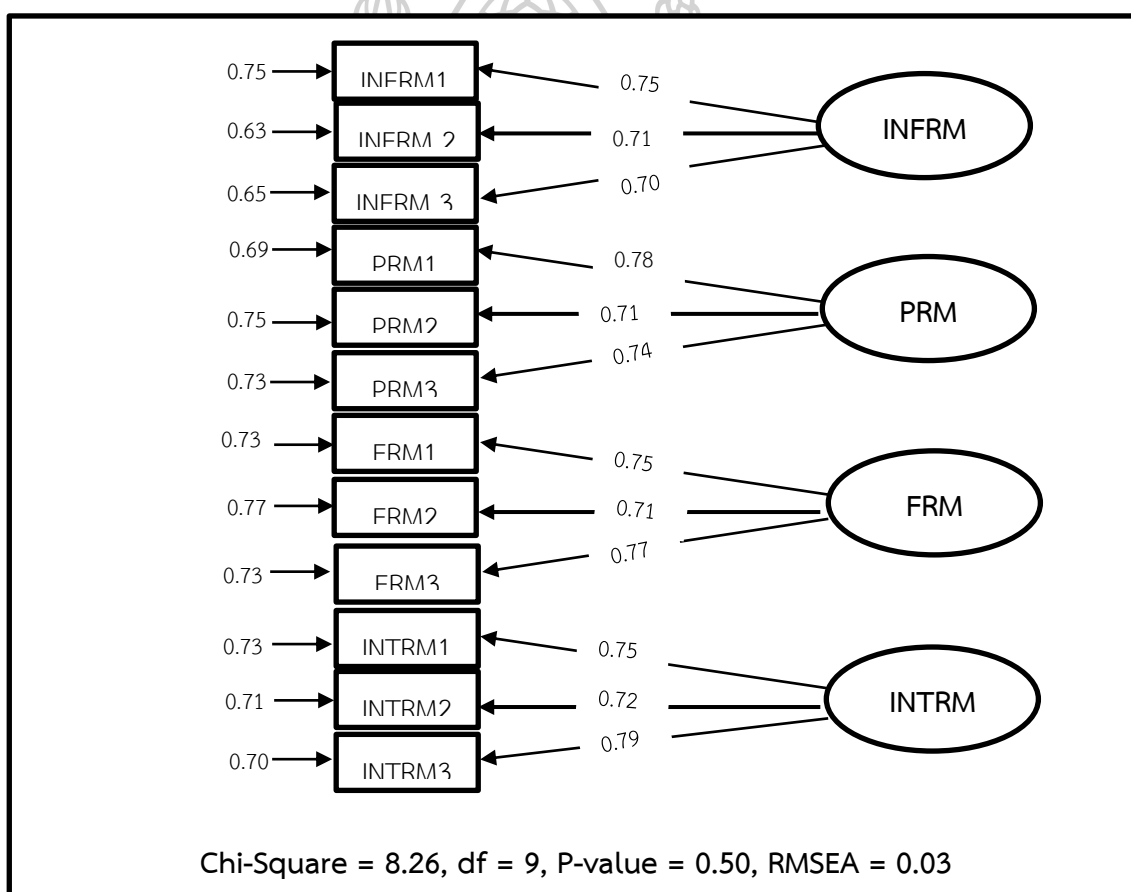 0.75 INFRM1 0.75
0.63 INFRM 2 0.71 INFRM
0.65 INFRM 3 0.70
0.69 PRM1 0.78
0.75 PRM2 0.71 PRM
0.73 PRM3 0.74
0.73 FRM1 0.75
0.77 FRM2 0.71 FRM
0.73 FRM3 0.77
0.73 INTRM1 0.75
0.71 INTRM2 0.72 INTRM
0.70 INTRM3 0.79
Chi-Square = 8.26, df = 9, P-value = 0.50, RMSEA = 0.03